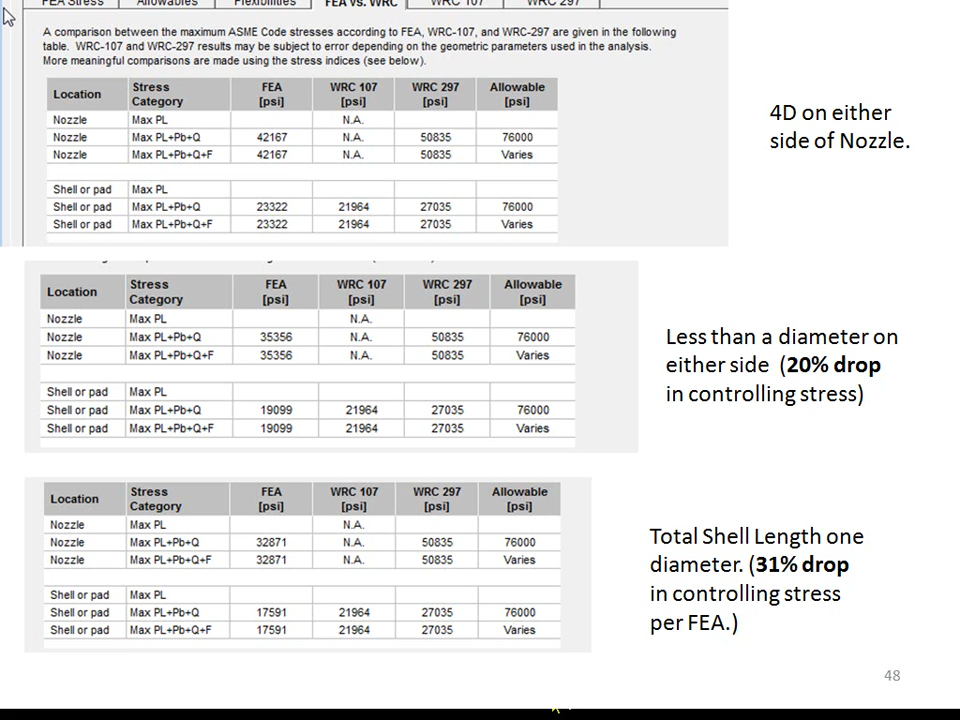 FEA Stress Allowables Flexibilities FEA vs. WRC WRC 107 WRC 297
A comparison between the maximum ASME Code stresses according to FEA, WRC-107, and WRC-297 are given in the following
table. WRC-107 and WRC-297 results may be subject to error depending on the geometric parameters used in the analysis.
More meaningful comparisons are made using the stress indices (see below).
Location Stress Category FEA [psi] WRC 107 [psi] WRC 297 [psi] Allowable [psi]
Nozzle Max PL N.A.
Nozzle Max PL+Pb+Q 42167 N.A. 50835 76000
Nozzle Max PL+Pb+Q+F 42167 N.A. 50835 Varies
Shell or pad Max PL
Shell or pad Max PL+Pb+Q 23322 21964 27035 76000
Shell or pad Max PL+Pb+Q+F 23322 21964 27035 Varies
4D on either
side of Nozzle.
Location Stress Category FEA [psi] WRC 107 [psi] WRC 297 [psi] Allowable [psi]
Nozzle Max PL N.A.
Nozzle Max PL+Pb+Q 35356 N.A. 50835 76000
Nozzle Max PL+Pb+Q+F 35356 N.A. 50835 Varies
Shell or pad Max PL
Shell or pad Max PL+Pb+Q 19099 21964 27035 76000
Shell or pad Max PL+Pb+Q+F 19099 21964 27035 Varies
Less than a diameter on
either side (20% drop
in controlling stress)
Location Stress Category FEA [psi] WRC 107 [psi] WRC 297 [psi] Allowable [psi]
Nozzle Max PL N.A.
Nozzle Max PL+Pb+Q 32871 N.A. 50835 76000
Nozzle Max PL+Pb+Q+F 32871 N.A. 50835 Varies
Shell or pad Max PL
Shell or pad Max PL+Pb+Q 17591 21964 27035 76000
Shell or pad Max PL+Pb+Q+F 17591 21964 27035 Varies
Total Shell Length one
diameter. (31% drop
in controlling stress
per FEA.)
48